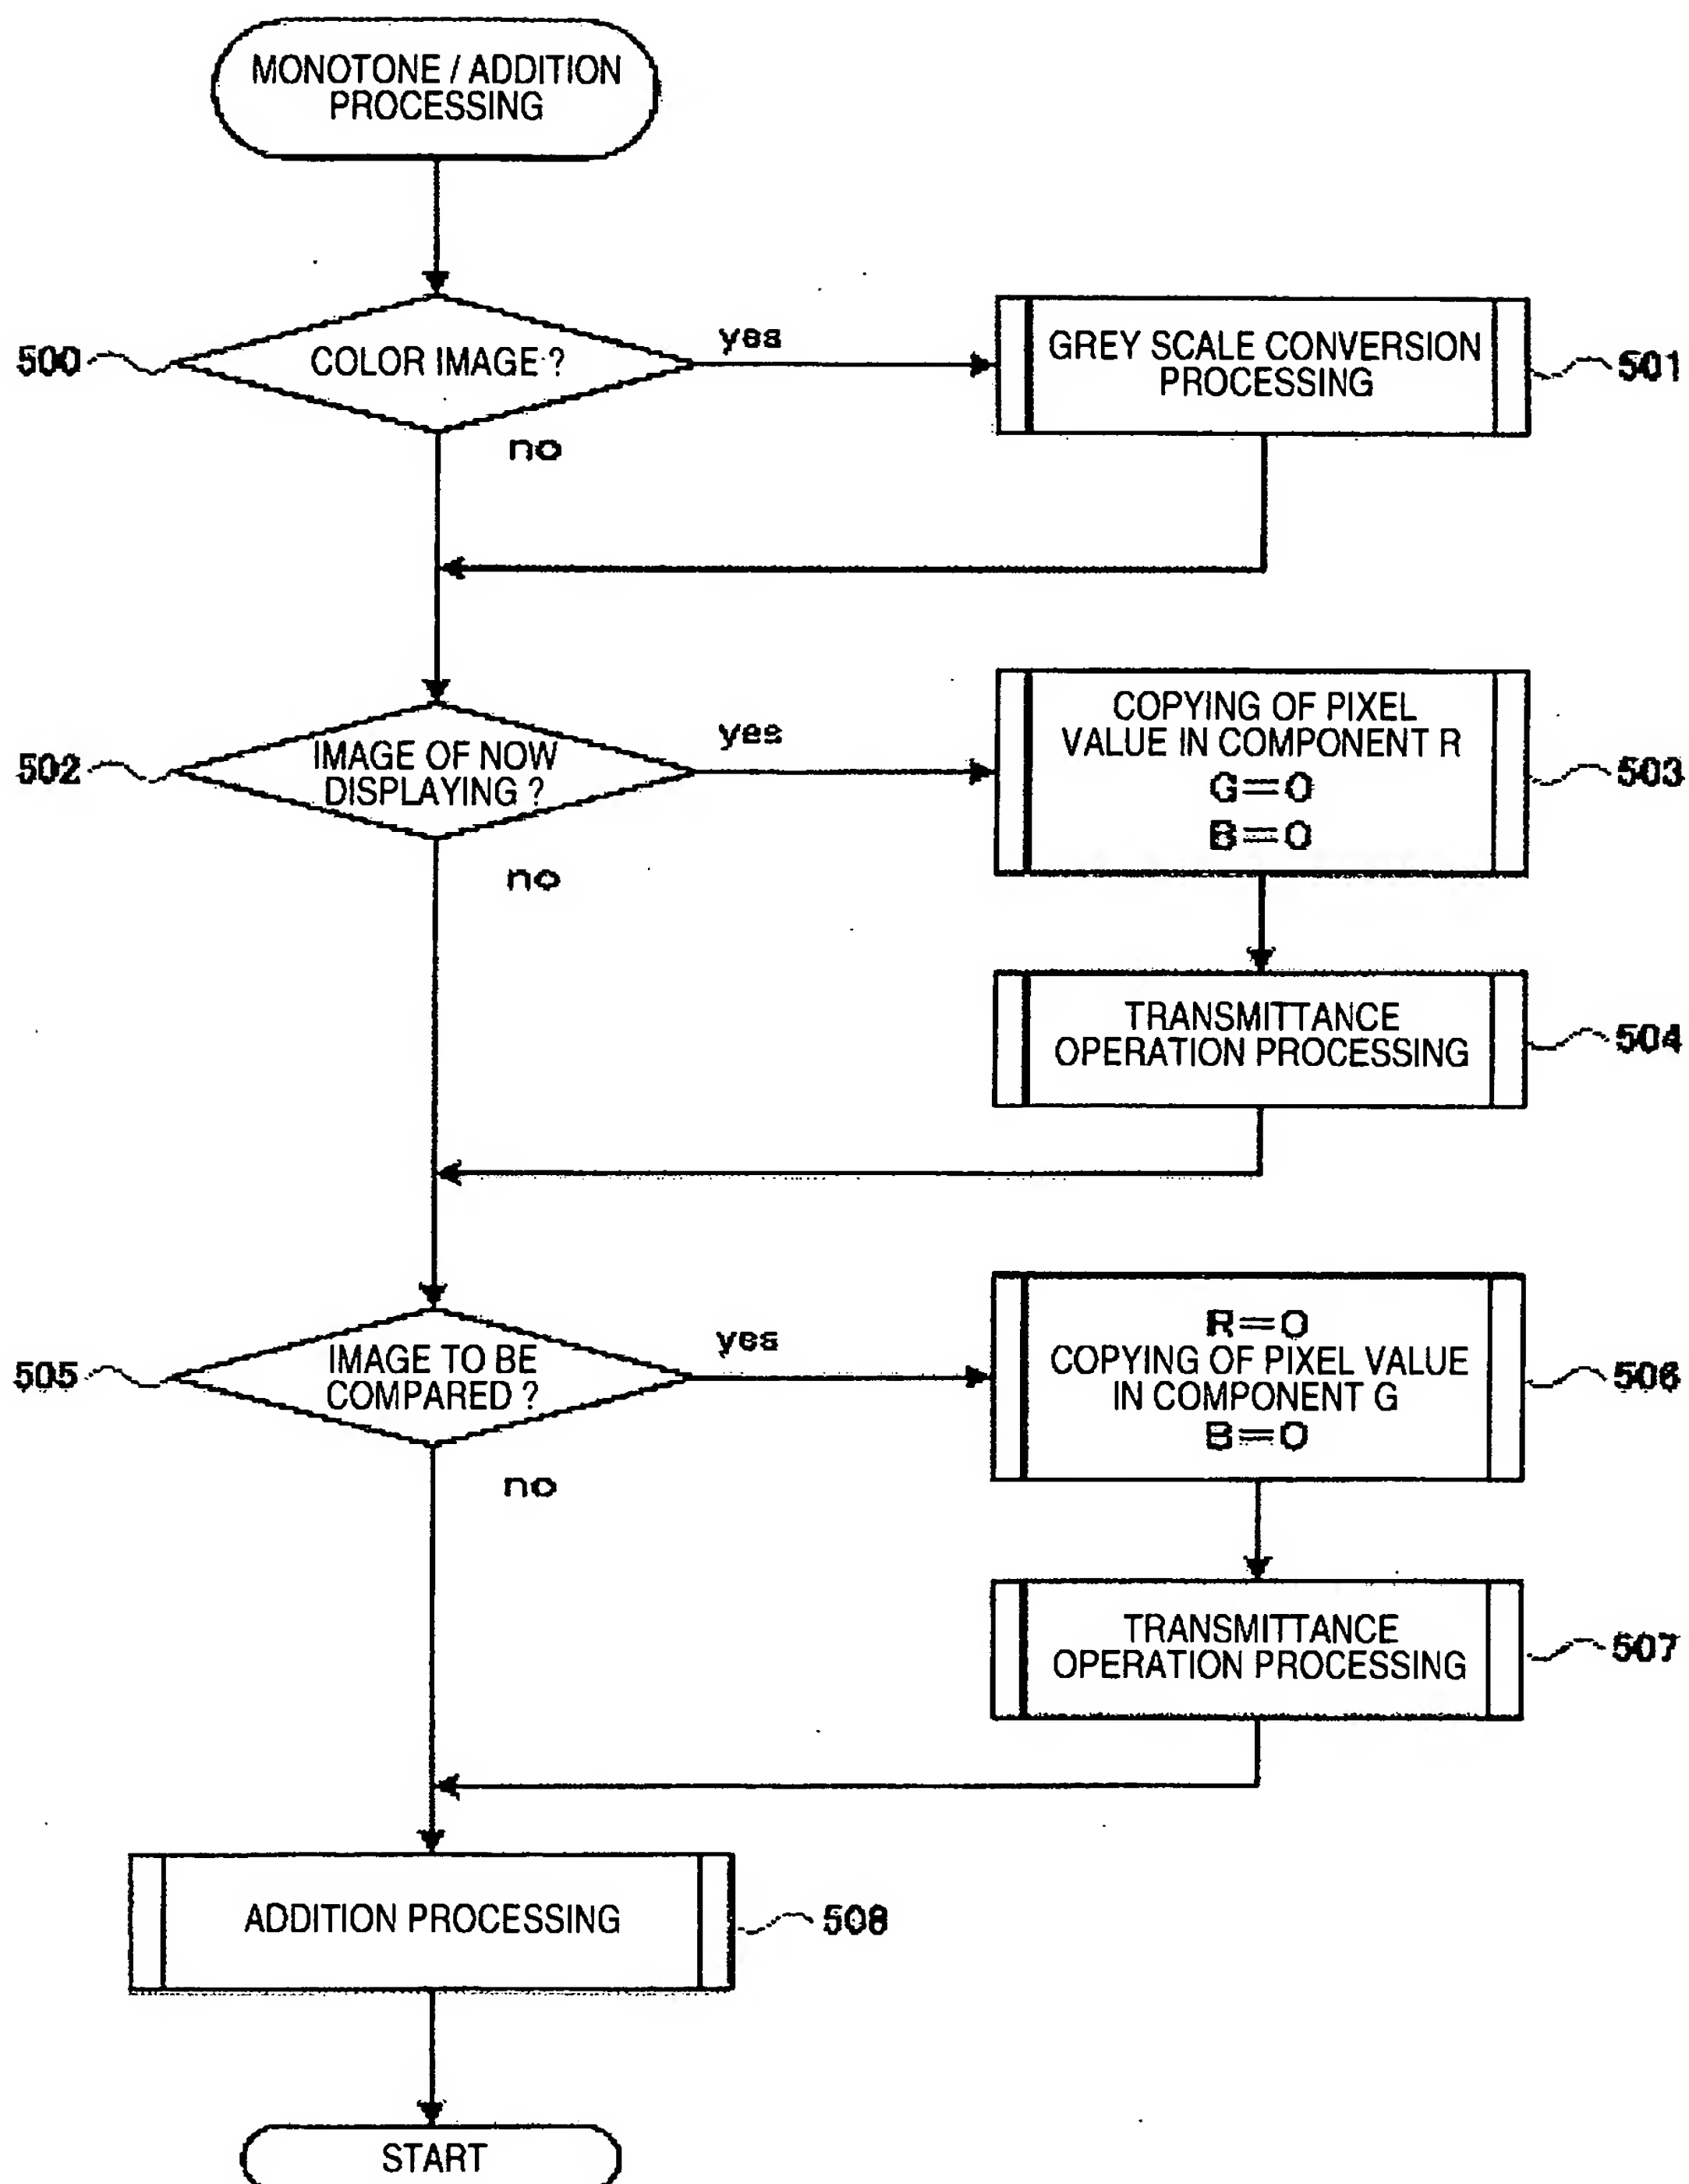 MONOTONE / ADDITION
PROCESSING
500
COLOR IMAGE ?
yes
no
GREY SCALE CONVERSION
PROCESSING
501
502
IMAGE OF NOW
DISPLAYING ?
yes
no
COPYING OF PIXEL
VALUE IN COMPONENT R
G=0
B=0
503
TRANSMITTANCE
OPERATION PROCESSING
504
505
IMAGE TO BE
COMPARED ?
yes
no
R=0
COPYING OF PIXEL VALUE
IN COMPONENT G
B=0
506
TRANSMITTANCE
OPERATION PROCESSING
507
ADDITION PROCESSING
508
START